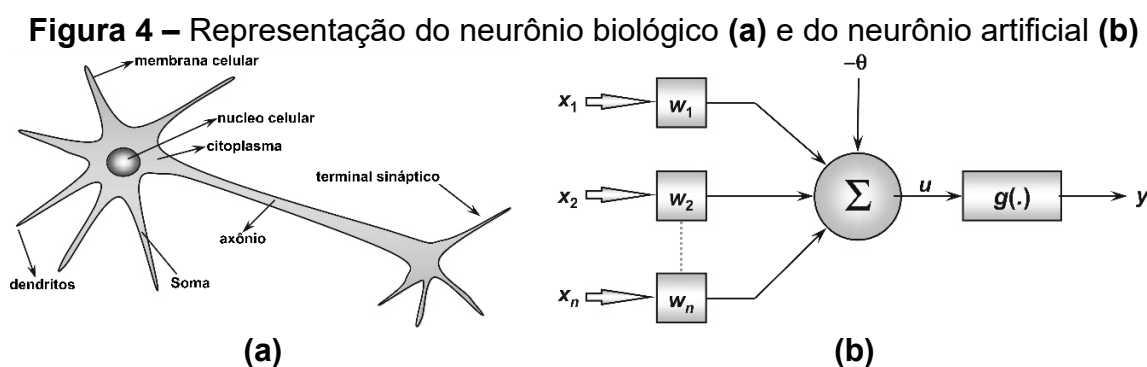 Figura 4 – Representação do neurônio biológico (a) e do neurônio artificial (b)
membrana celular
nucleo celular
citoplasma
terminal sináptico
axônio
dendritos
Soma
(a)
–θ
x1
w1
x2
w2
Σ
u
g(.)
y
xn
wn
(b)